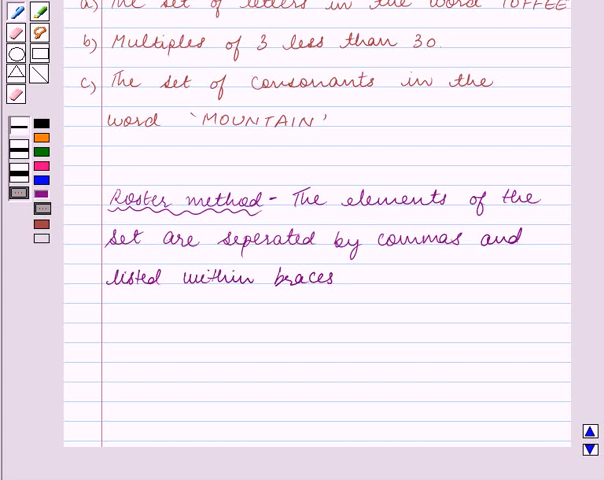 a) The set of letters in the word TOFFEE
b) Multiples of 3 less than 30.
c) The set of consonants in the
word 'MOUNTAIN'
Roster method - The elements of the
set are seperated by commas and
listed within braces